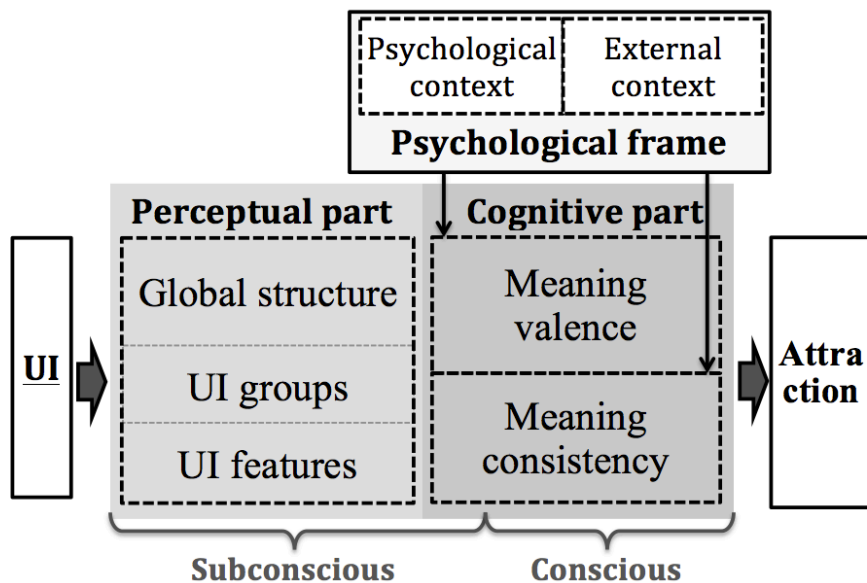 Psychological
context
External
context
Psychological frame
Perceptual part
Cognitive part
UI
Global structure
UI groups
UI features
Meaning
valence
Meaning
consistency
Attra
ction
Subconscious
Conscious